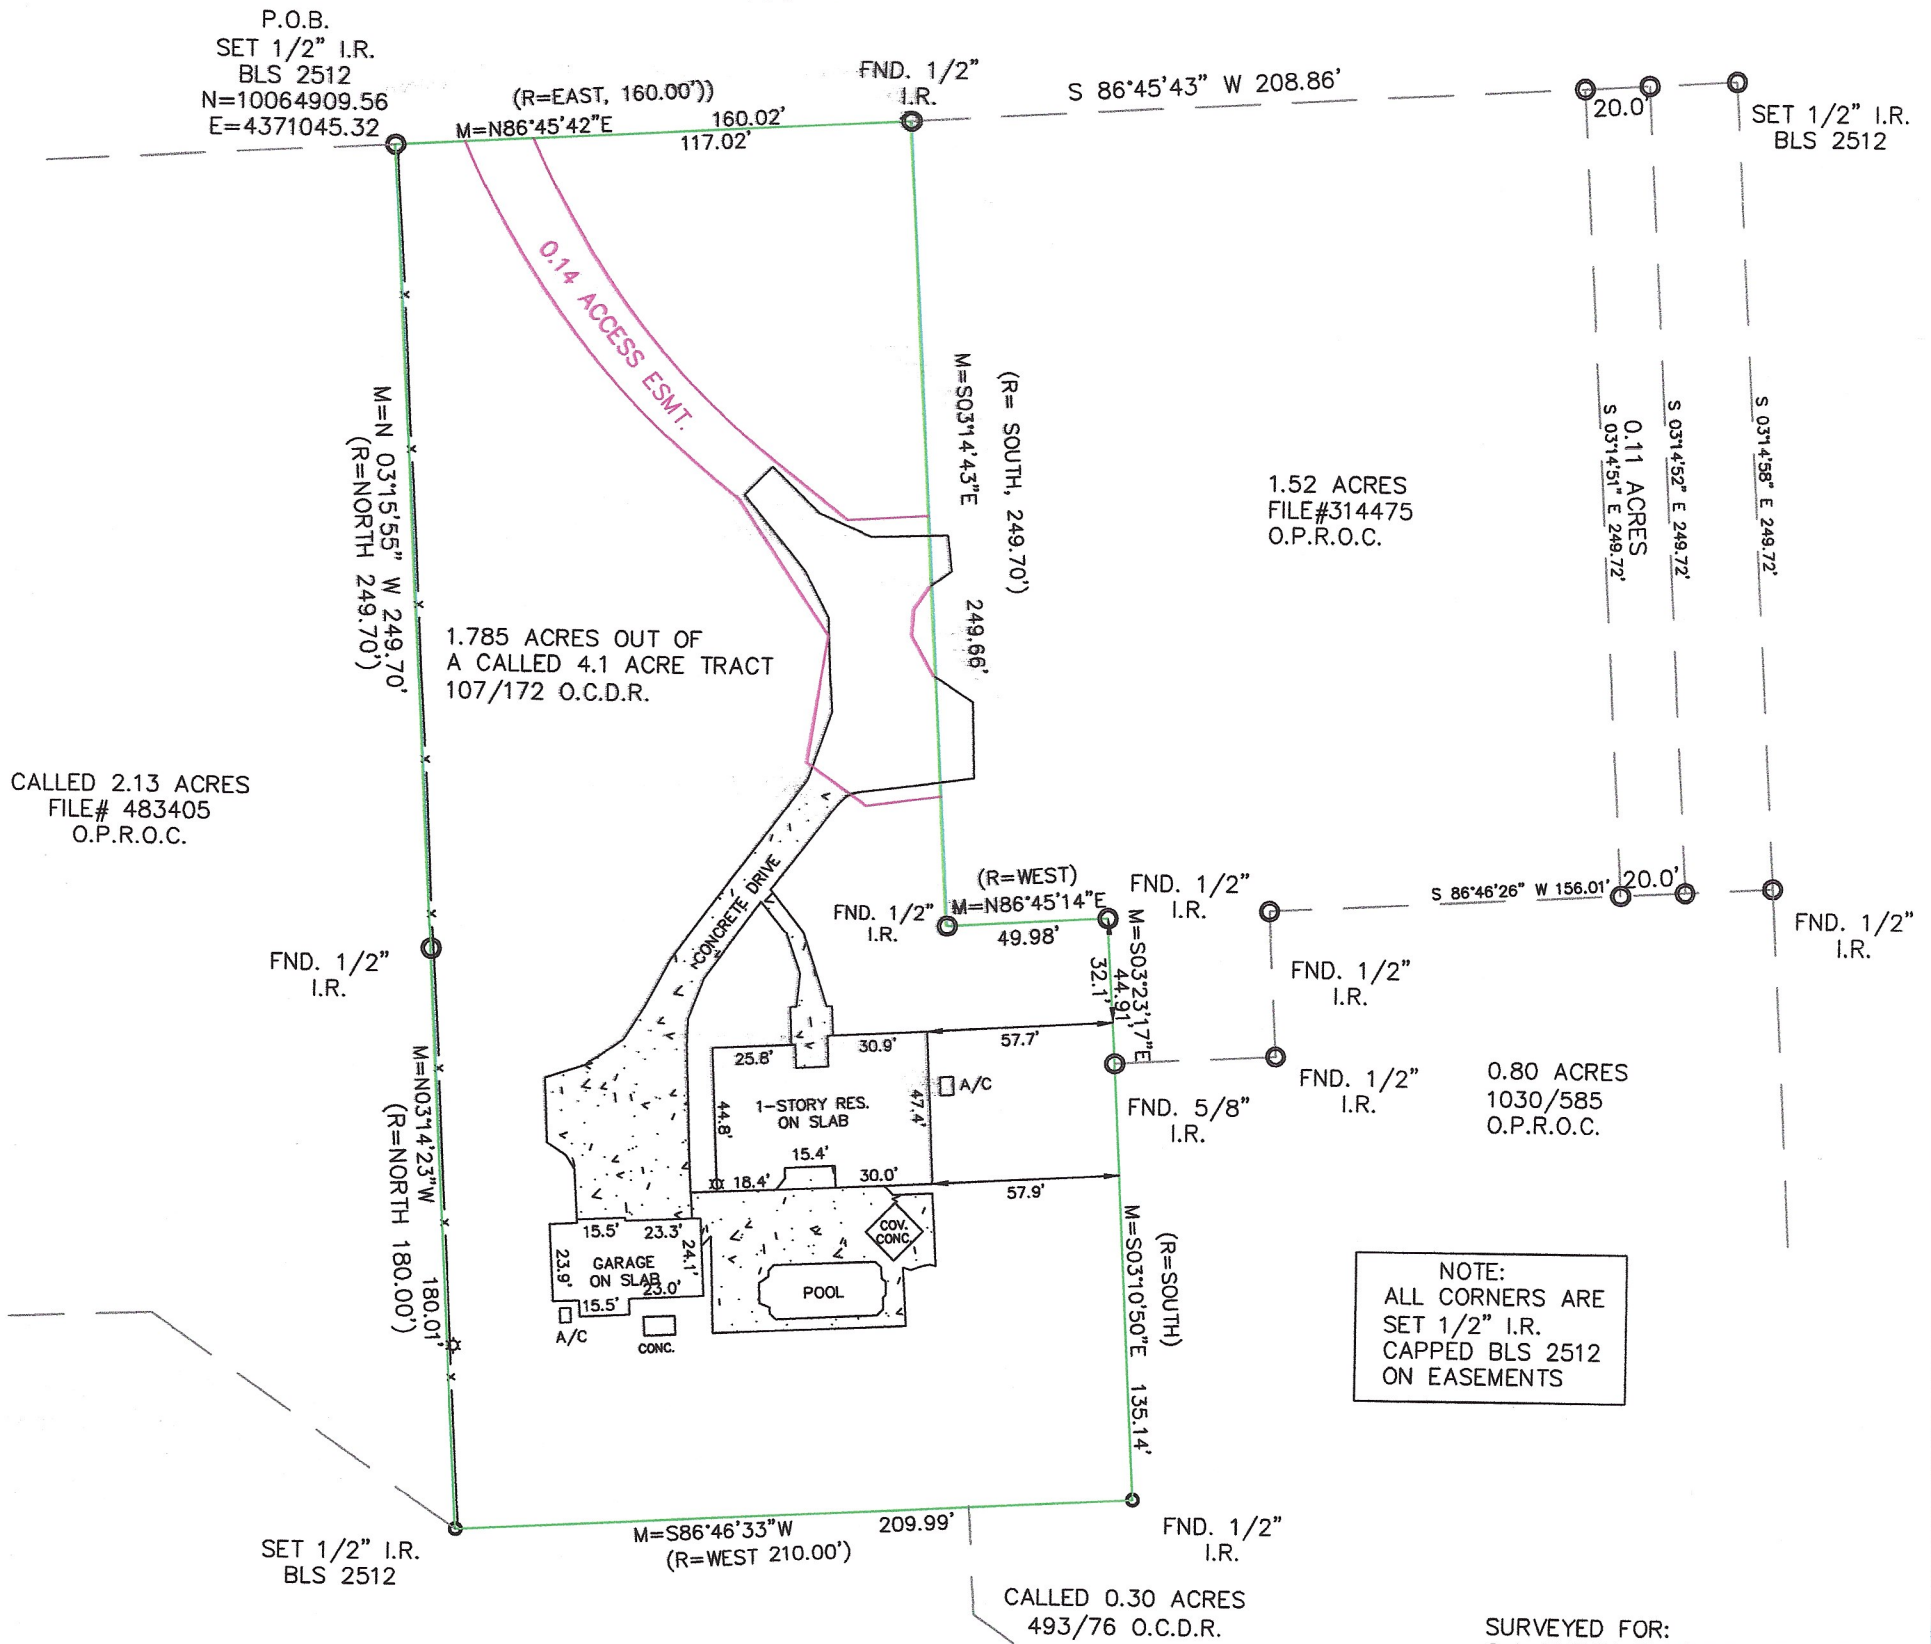 P.O.B.
SET 1/2" I.R.
BLS 2512
N=10064909.56
E=4371045.32
(R=EAST, 160.00'))
M=N86°45'42"E
160.02'
117.02'
FND. 1/2"
I.R.
S 86°45'43" W 208.86'
20.0'
SET 1/2" I.R.
BLS 2512
0.14 ACCESS ESMT.
M=N 03°15'55" W 249.70'
(R=NORTH 249.70')
M=S03°14'43"E
249.66'
(R= SOUTH, 249.70')
1.52 ACRES
FILE#314475
O.P.R.O.C.
S 03°14'51" E 249.72'
0.11 ACRES
S 03°14'52" E 249.72'
S 03°14'58" E 249.72'
1.785 ACRES OUT OF
A CALLED 4.1 ACRE TRACT
107/172 O.C.D.R.
CALLED 2.13 ACRES
FILE# 483405
O.P.R.O.C.
CONCRETE DRIVE
(R=WEST)
M=N86°45'14"E
49.98'
FND. 1/2"
I.R.
FND. 1/2"
I.R.
S 86°46'26" W 156.01'
20.0'
FND. 1/2"
I.R.
FND. 1/2"
I.R.
FND. 1/2"
I.R.
M=S03°23'17"E
44.91'
32.1'
57.7'
25.8'
30.9'
A/C
44.8'
1-STORY RES.
ON SLAB
47.4'
15.4'
18.4'
30.0'
57.9'
FND. 5/8"
I.R.
FND. 1/2"
I.R.
0.80 ACRES
1030/585
O.P.R.O.C.
M=N03°14'23"W
180.01'
(R=NORTH 180.00')
15.5'
23.3'
23.9'
GARAGE
ON SLAB
24.1'
23.0'
15.5'
A/C
CONC.
COV.
CONC.
POOL
M=S03°10'50"E
135.14'
(R=SOUTH)
NOTE:
ALL CORNERS ARE
SET 1/2" I.R.
CAPPED BLS 2512
ON EASEMENTS
M=S86°46'33"W
209.99'
(R=WEST 210.00')
SET 1/2" I.R.
BLS 2512
FND. 1/2"
I.R.
CALLED 0.30 ACRES
493/76 O.C.D.R.
SURVEYED FOR: